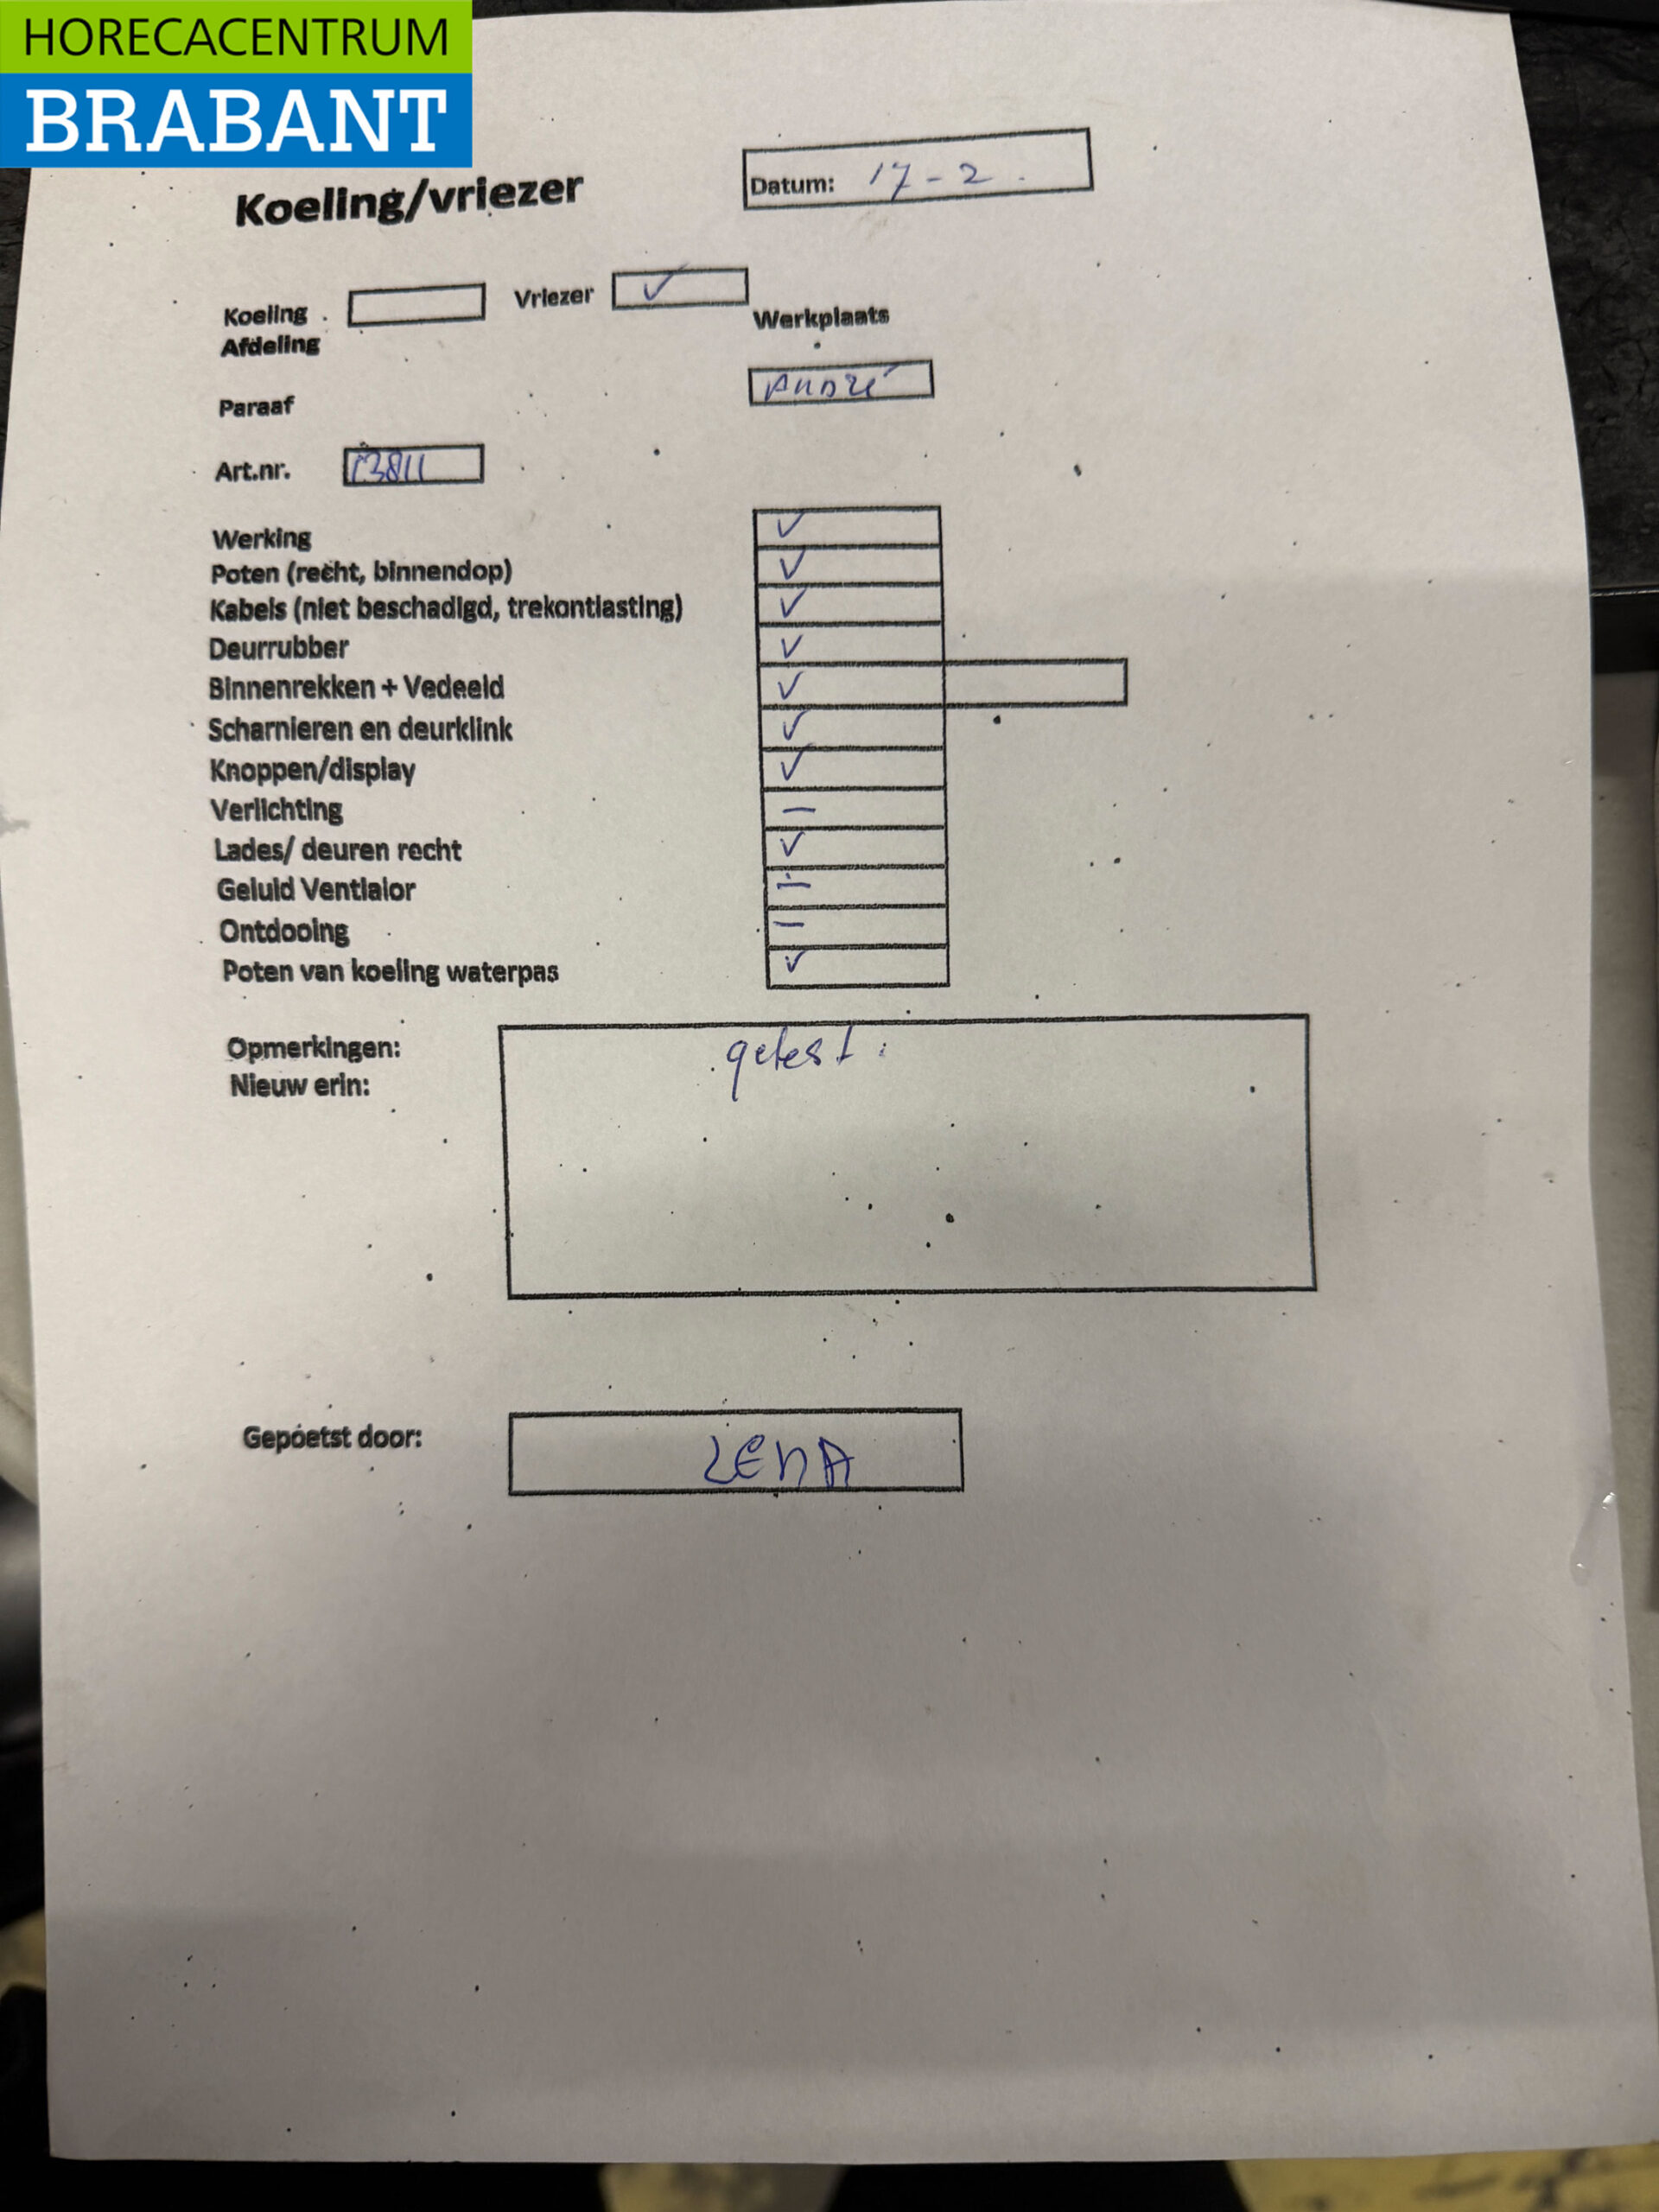 HORECACENTRUM
BRABANT
Koeling/vriezer
Datum: 17-2.
Koeling Vriezer ✓
Werkplaats
Afdeling
Paraaf André
Art.nr. 13811
Werking ✓
Poten (recht, binnendop) ✓
Kabels (niet beschadigd, trekontlasting) ✓
Deurrubber ✓
Binnenrekken + Vedeeld ✓
Scharnieren en deurklink ✓
Knoppen/display ✓
Verlichting —
Lades/ deuren recht ✓
Geluid Ventlalor —
Ontdooing —
Poten van koeling waterpas ✓
Opmerkingen: getest.
Nieuw erin:
Gepoetst door: LENA